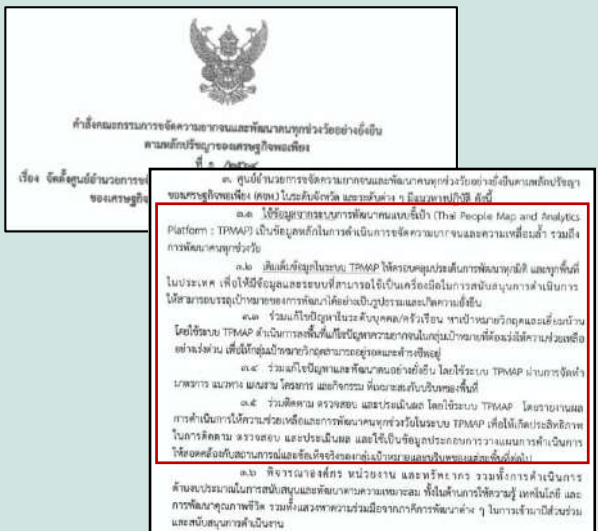 คำสั่งคณะกรรมการขจัดความยากจนและพัฒนาคนทุกช่วงวัยอย่างยั่งยืน
ตามหลักปรัชญาของเศรษฐกิจพอเพียง
ที่
เรื่อง จัดตั้งศูนย์อำนวยการขจ
ของเศรษฐกิจ
๓. ศูนย์อำนวยการขจัดความยากจนและพัฒนาคนทุกช่วงวัยอย่างยั่งยืนตามหลักปรัชญา
ของเศรษฐกิจพอเพียง (ศจพ.) ในระดับจังหวัด และระดับต่าง ๆ มีแนวทางปฏิบัติ ดังนี้
๓.๑ ใช้ข้อมูลจากระบบการพัฒนาคนแบบชี้เป้า (Thai People Map and Analytics
Platform : TPMAP) เป็นข้อมูลหลักในการดำเนินการขจัดความยากจนและความเหลื่อมล้ำ รวมถึง
การพัฒนาคนทุกช่วงวัย
๓.๒ เติมเต็มข้อมูลในระบบ TPMAP ให้ครอบคลุมประเด็นการพัฒนาทุกมิติ และทุกพื้นที่
ในประเทศ เพื่อให้มีข้อมูลและระบบที่สามารถใช้เป็นเครื่องมือในการสนับสนุนการดำเนินการ
ให้สามารถบรรลุเป้าหมายของการพัฒนาได้อย่างเป็นรูปธรรมและเกิดความยั่งยืน
๓.๓ ร่วมแก้ไขปัญหาในระดับบุคคล/ครัวเรือน หาเป้าหมายวิกฤตและเยี่ยมบ้าน
โดยใช้ระบบ TPMAP ดำเนินการลงพื้นที่แก้ไขปัญหาความยากจนในกลุ่มเป้าหมายที่ต้องเร่งให้ความช่วยเหลือ
อย่างเร่งด่วน เพื่อให้กลุ่มเป้าหมายวิกฤตสามารถอยู่รอดและดำรงชีพอยู่
๓.๔ ร่วมแก้ไขปัญหาและพัฒนาคนอย่างยั่งยืน โดยใช้ระบบ TPMAP ผ่านการจัดทำ
มาตรการ แนวทาง แผนงาน โครงการ และกิจกรรม ที่เหมาะสมกับบริบทของพื้นที่
๓.๕ ร่วมติดตาม ตรวจสอบ และประเมินผล โดยใช้ระบบ TPMAP โดยรายงานผล
การดำเนินการให้ความช่วยเหลือและการพัฒนาคนทุกช่วงวัยในระบบ TPMAP เพื่อให้เกิดประสิทธิภาพ
ในการติดตาม ตรวจสอบ และประเมินผล และใช้เป็นข้อมูลประกอบการวางแผนการดำเนินการ
ให้สอดคล้องกับสถานการณ์และข้อเท็จจริงของกลุ่มเป้าหมายและบริบทของแต่ละพื้นที่ต่อไป
๓.๖ พิจารณาองค์กร หน่วยงาน และทรัพยากร รวมทั้งการดำเนินการ
ด้านงบประมาณในการสนับสนุนและพัฒนาตามความเหมาะสม ทั้งในด้านการให้ความรู้ เทคโนโลยี และ
การพัฒนาคุณภาพชีวิต รวมทั้งแสวงหาความร่วมมือจากภาคีการพัฒนาต่าง ๆ ในการเข้ามามีส่วนร่วม
และสนับสนุนการดำเนินงาน